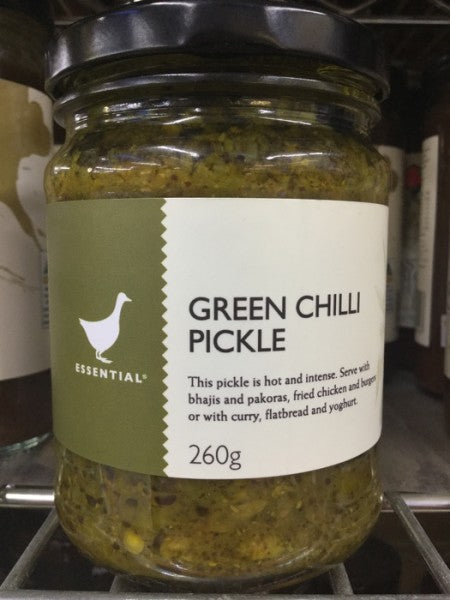 ESSENTIAL®
GREEN CHILLI
PICKLE
This pickle is hot and intense. Serve with
bhajis and pakoras, fried chicken and burgers
or with curry, flatbread and yoghurt.
260g